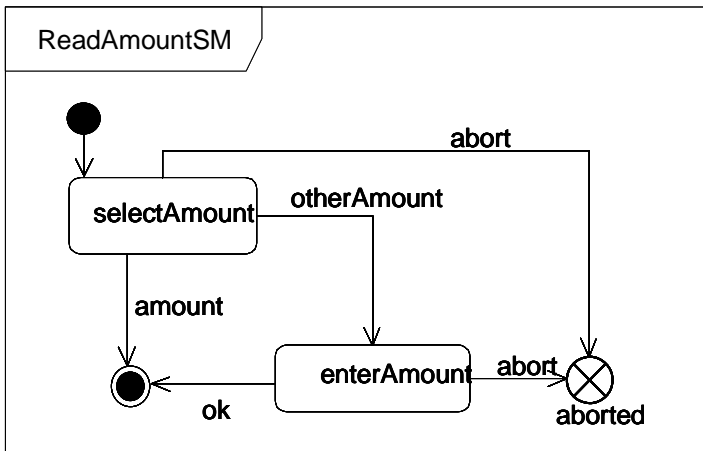 ReadAmountSM
abort
selectAmount
otherAmount
amount
enterAmount
abort
ok
aborted